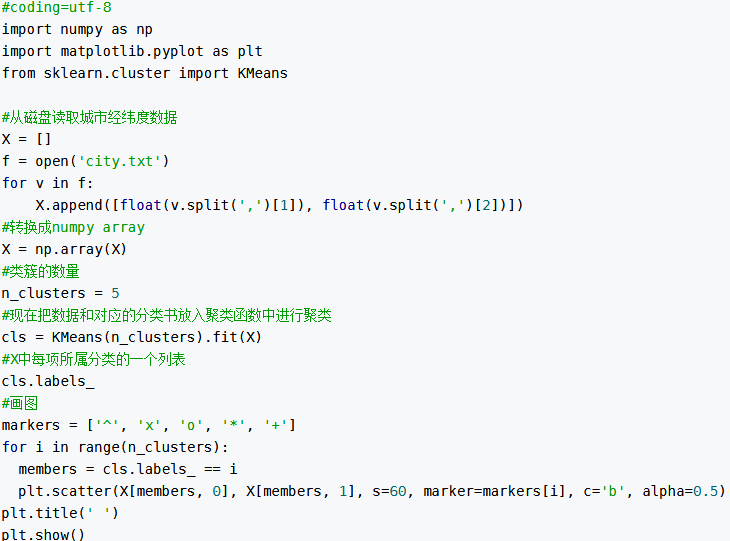 #coding=utf-8
import numpy as np
import matplotlib.pyplot as plt
from sklearn.cluster import KMeans

#从磁盘读取城市经纬度数据
X = []
f = open('city.txt')
for v in f:
    X.append([float(v.split(',')[1]), float(v.split(',')[2])])
#转换成numpy array
X = np.array(X)
#类簇的数量
n_clusters = 5
#现在把数据和对应的分类书放入聚类函数中进行聚类
cls = KMeans(n_clusters).fit(X)
#X中每项所属分类的一个列表
cls.labels_
#画图
markers = ['^', 'x', 'o', '*', '+']
for i in range(n_clusters):
  members = cls.labels_ == i
  plt.scatter(X[members, 0], X[members, 1], s=60, marker=markers[i], c='b', alpha=0.5)
plt.title(' ')
plt.show()